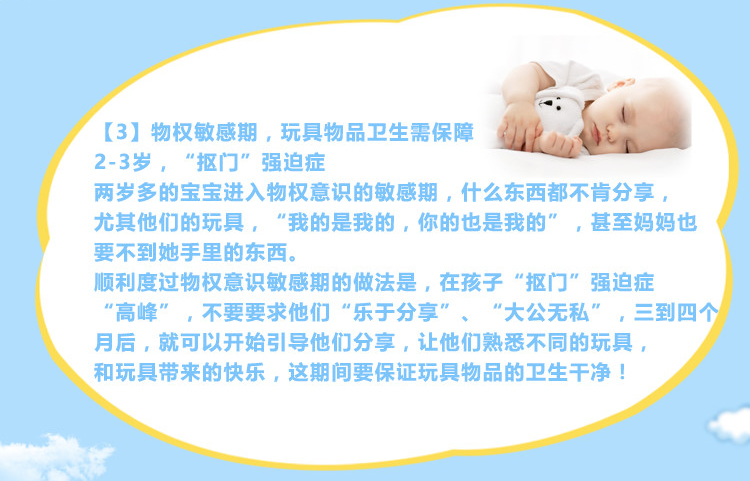 【3】物权敏感期，玩具物品卫生需保障
2-3岁，“抠门”强迫症
两岁多的宝宝进入物权意识的敏感期，什么东西都不肯分享，
尤其他们的玩具，“我的是我的，你的也是我的”，甚至妈妈也
要不到她手里的东西。
顺利度过物权意识敏感期的做法是，在孩子“抠门”强迫症
“高峰”，不要要求他们“乐于分享”、“大公无私”，三到四个
月后，就可以开始引导他们分享，让他们熟悉不同的玩具，
和玩具带来的快乐，这期间要保证玩具物品的卫生干净！